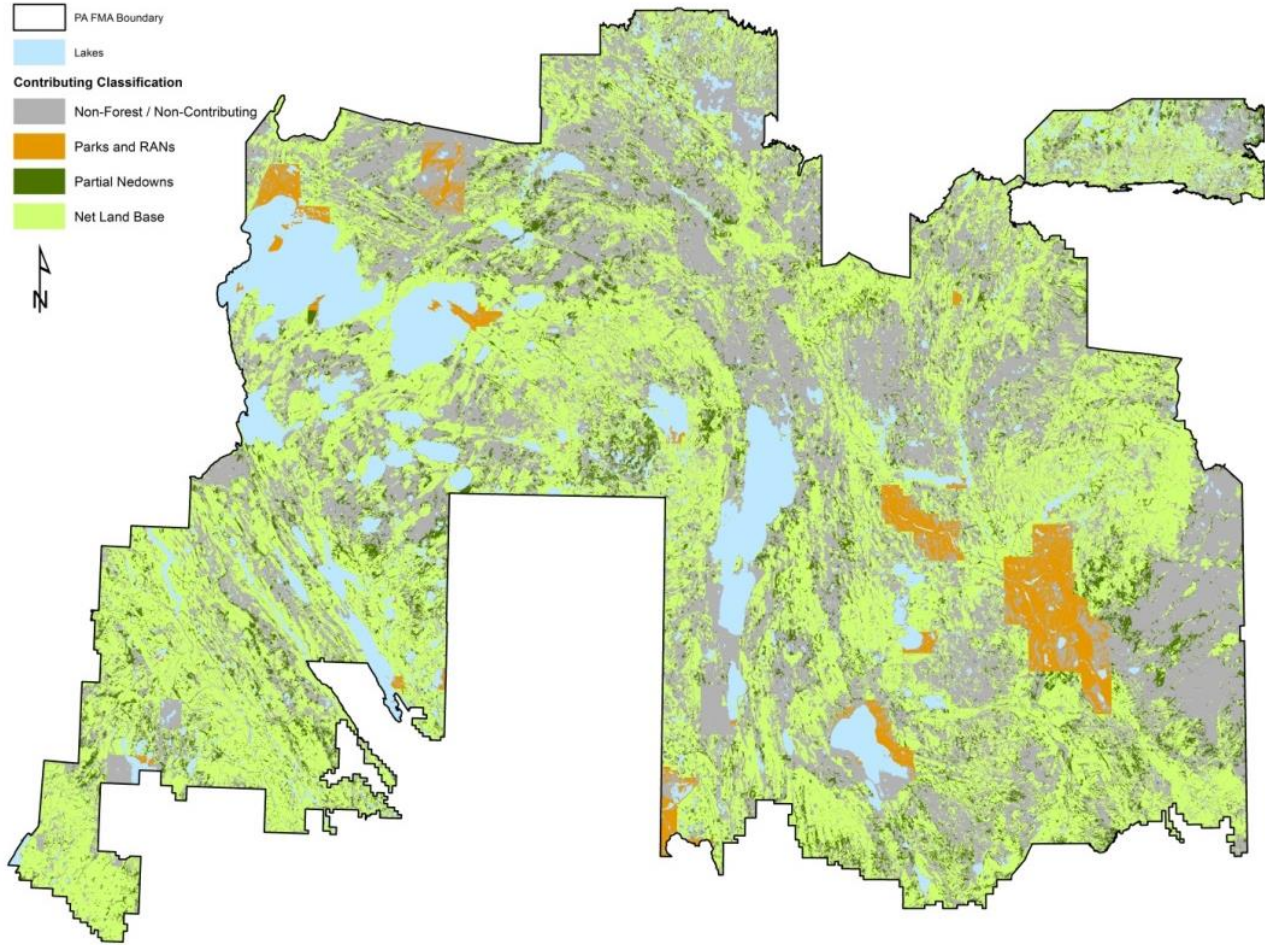 PA FMA Boundary
Lakes
Contributing Classification
Non-Forest / Non-Contributing
Parks and RANs
Partial Nedowns
Net Land Base
N